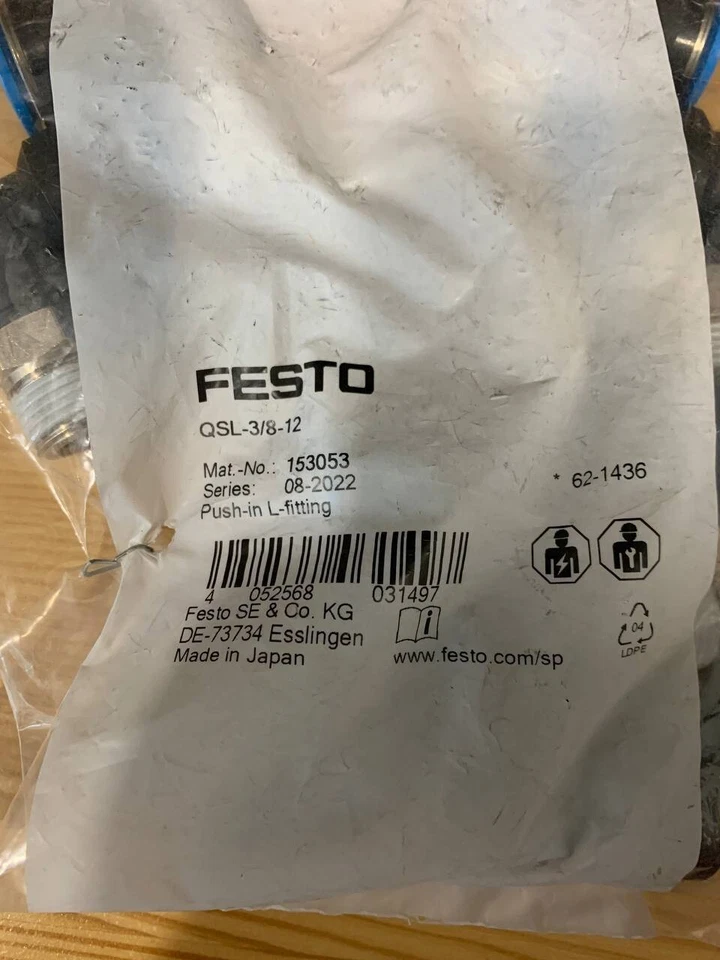 FESTO
QSL-3/8-12
Mat.-No.: 153053
Series: 08-2022
Push-in L-fitting
* 62-1436
4 052568 031497
Festo SE & Co. KG
DE-73734 Esslingen
Made in Japan
www.festo.com/sp
04
LDPE